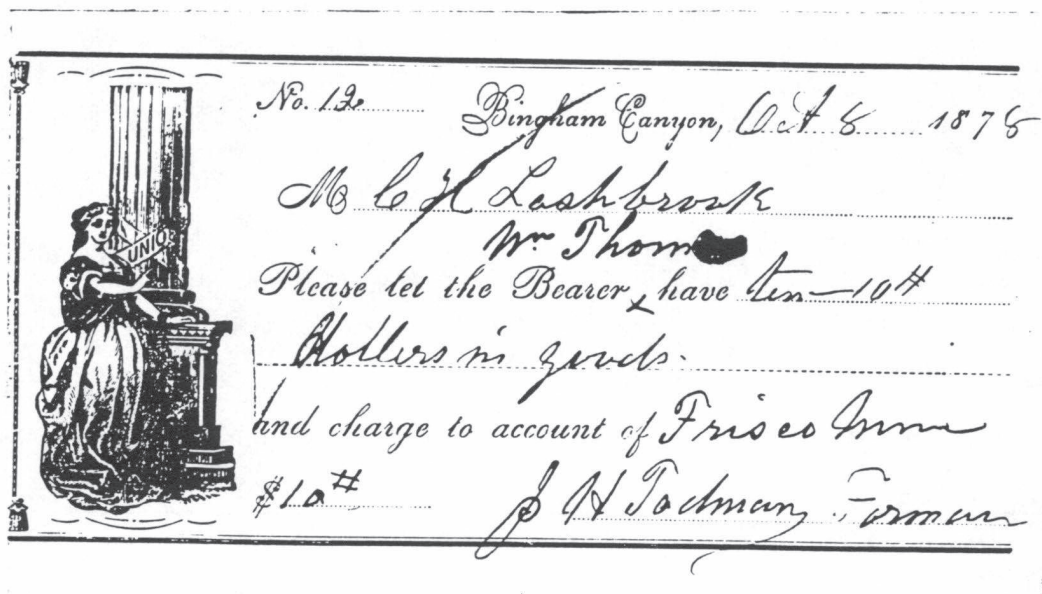 UNION
No. 12 Bingham Canyon, Oct 8 1878
Mr C H Lashbrook
Wm Thom
Please let the Bearer have ten — 10 #
Dollers in goods.
And charge to account of Frisco Mine
$10 # J H Todman Forman